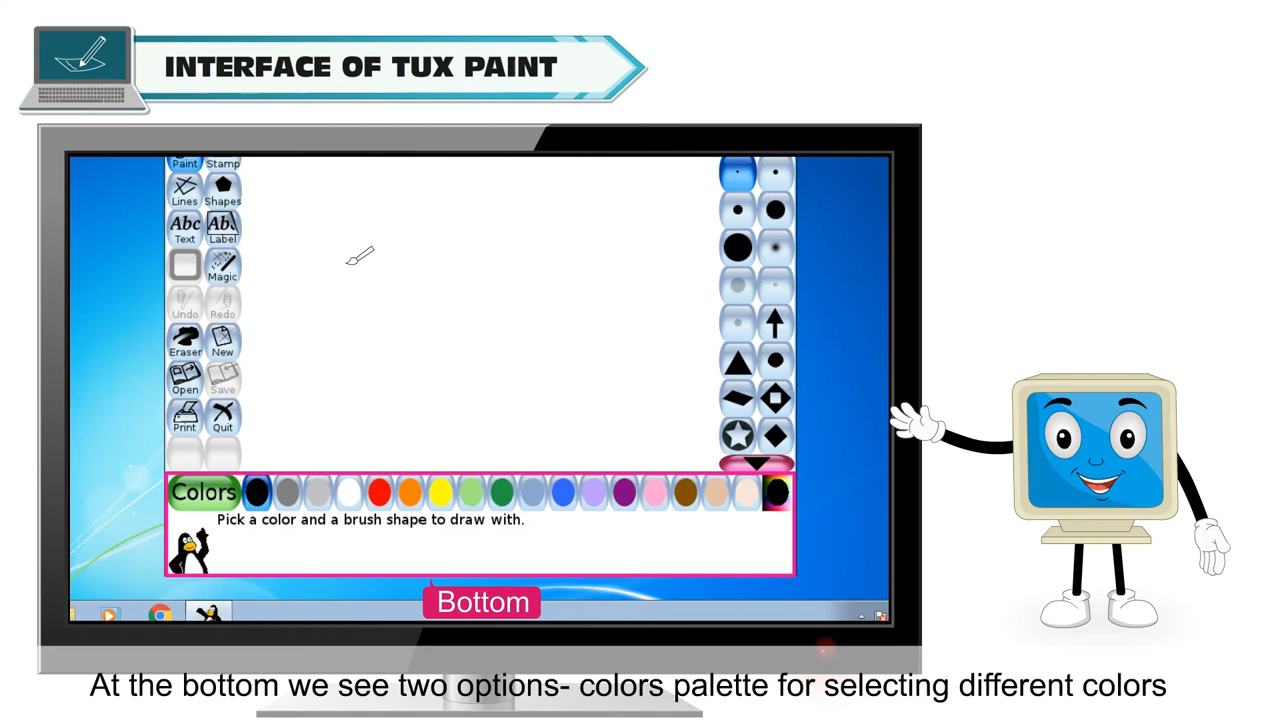 INTERFACE OF TUX PAINT
Paint Stamp
Lines Shapes
Abc Abc
Text Label
Magic
Undo Redo
Eraser New
Open Save
Print Quit
Colors
Pick a color and a brush shape to draw with.
Bottom
At the bottom we see two options- colors palette for selecting different colors